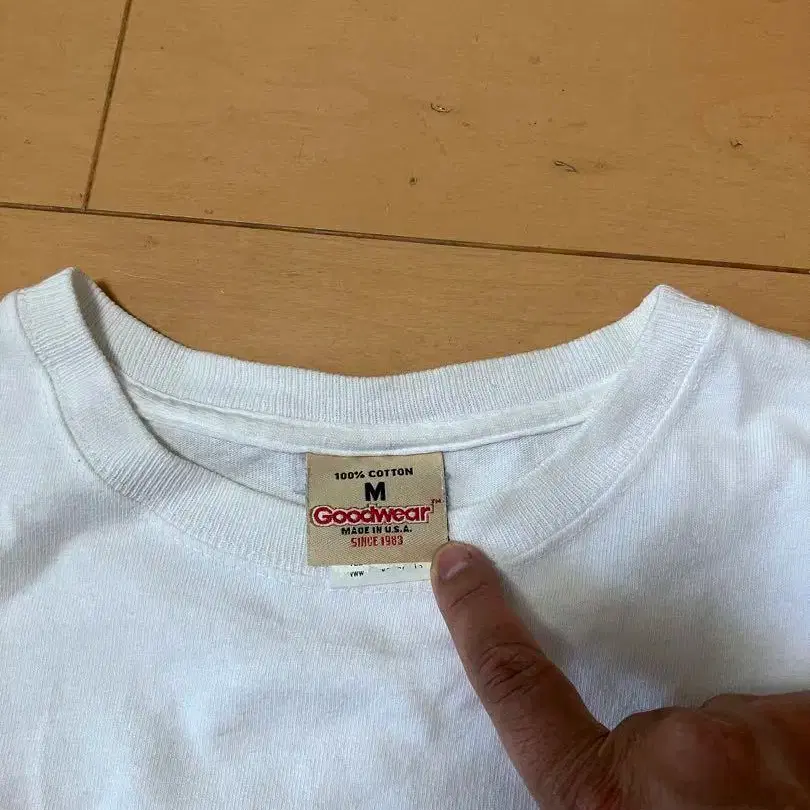 100% COTTON
M
Goodwear™
MADE IN U.S.A.
SINCE 1983